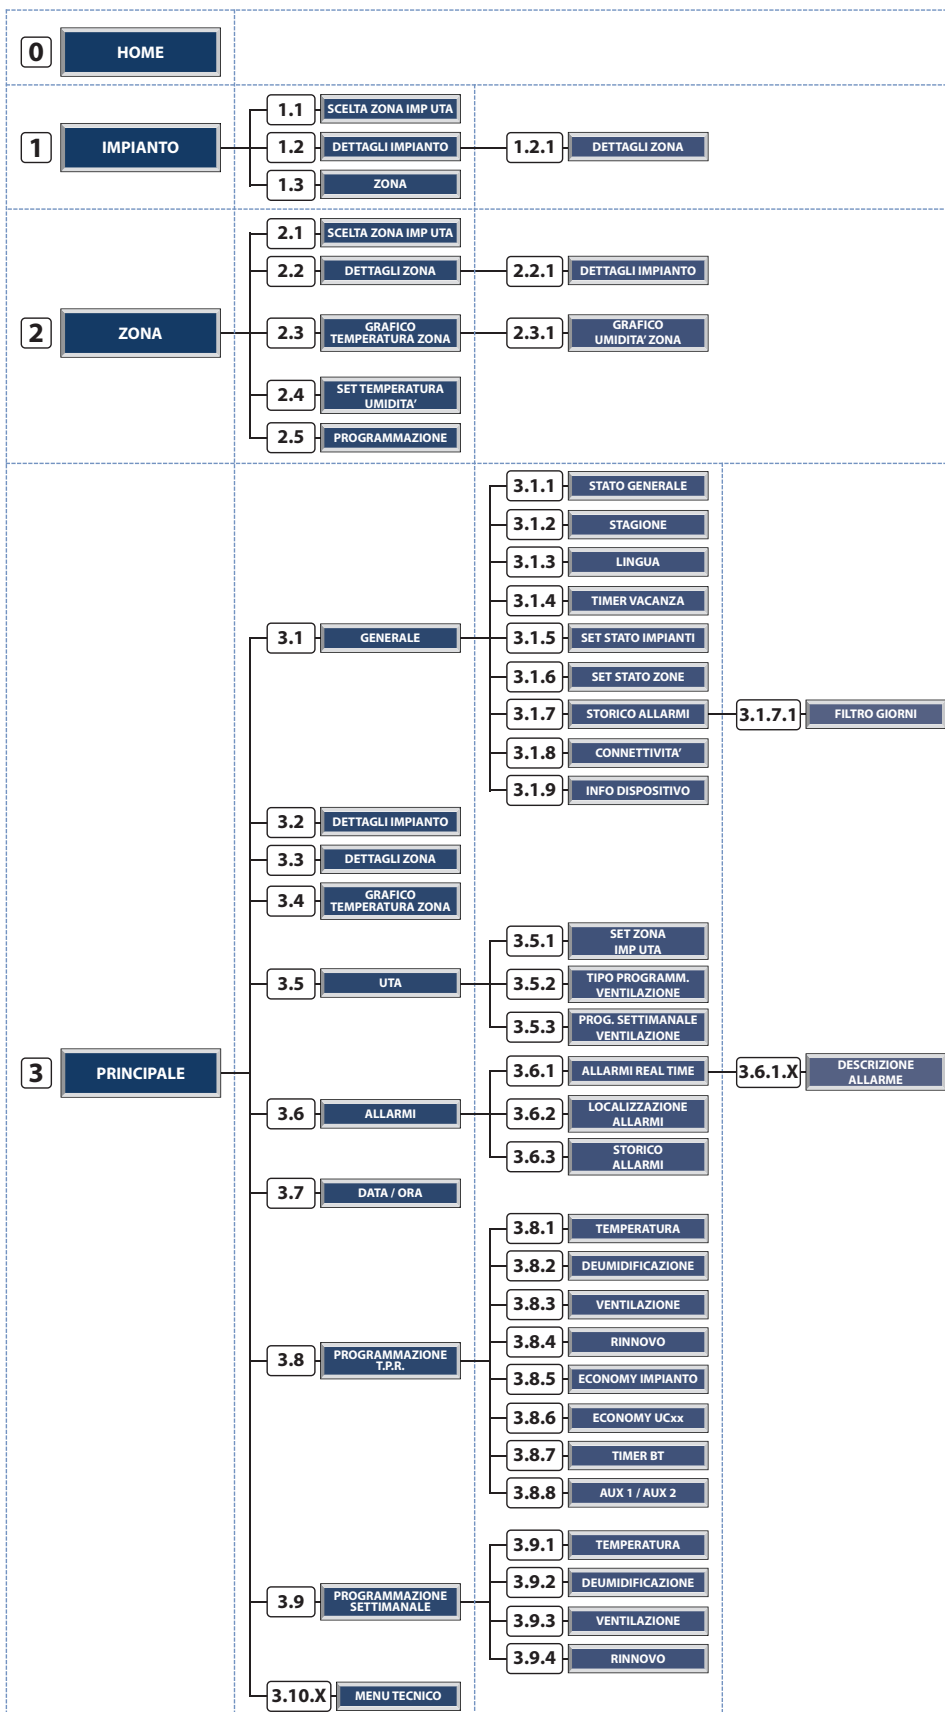 0 HOME
1 IMPIANTO
1.1 SCELTA ZONA IMP UTA
1.2 DETTAGLI IMPIANTO
1.2.1 DETTAGLI ZONA
1.3 ZONA
2 ZONA
2.1 SCELTA ZONA IMP UTA
2.2 DETTAGLI ZONA
2.2.1 DETTAGLI IMPIANTO
2.3 GRAFICO
TEMPERATURA ZONA
2.3.1 GRAFICO
UMIDITA’ ZONA
2.4 SET TEMPERATURA
UMIDITA’
2.5 PROGRAMMAZIONE
3 PRINCIPALE
3.1 GENERALE
3.1.1 STATO GENERALE
3.1.2 STAGIONE
3.1.3 LINGUA
3.1.4 TIMER VACANZA
3.1.5 SET STATO IMPIANTI
3.1.6 SET STATO ZONE
3.1.7 STORICO ALLARMI
3.1.7.1 FILTRO GIORNI
3.1.8 CONNETTIVITA’
3.1.9 INFO DISPOSITIVO
3.2 DETTAGLI IMPIANTO
3.3 DETTAGLI ZONA
3.4 GRAFICO
TEMPERATURA ZONA
3.5 UTA
3.5.1 SET ZONA
IMP UTA
3.5.2 TIPO PROGRAMM.
VENTILAZIONE
3.5.3 PROG. SETTIMANALE
VENTILAZIONE
3.6 ALLARMI
3.6.1 ALLARMI REAL TIME
3.6.1.X DESCRIZIONE
ALLARME
3.6.2 LOCALIZZAZIONE
ALLARMI
3.6.3 STORICO
ALLARMI
3.7 DATA / ORA
3.8 PROGRAMMAZIONE
T.P.R.
3.8.1 TEMPERATURA
3.8.2 DEUMIDIFICAZIONE
3.8.3 VENTILAZIONE
3.8.4 RINNOVO
3.8.5 ECONOMY IMPIANTO
3.8.6 ECONOMY UCxx
3.8.7 TIMER BT
3.8.8 AUX 1 / AUX 2
3.9 PROGRAMMAZIONE
SETTIMANALE
3.9.1 TEMPERATURA
3.9.2 DEUMIDIFICAZIONE
3.9.3 VENTILAZIONE
3.9.4 RINNOVO
3.10.X MENU TECNICO